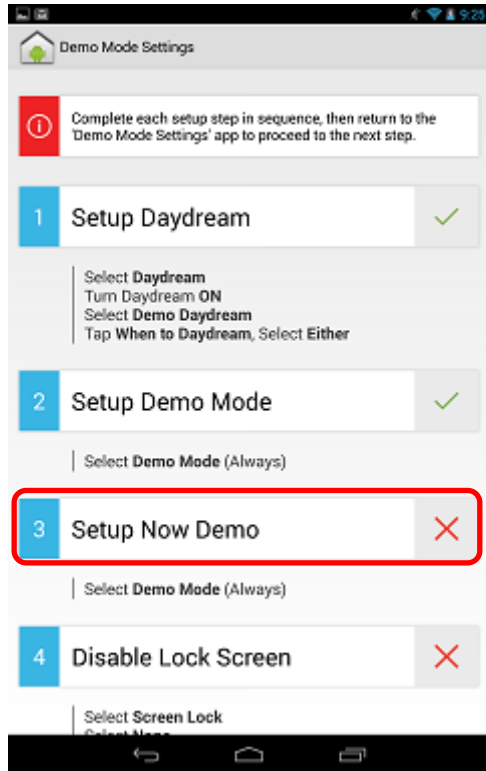 9:25
Demo Mode Settings
Complete each setup step in sequence, then return to the
'Demo Mode Settings' app to proceed to the next step.
1 Setup Daydream
Select Daydream
Turn Daydream ON
Select Demo Daydream
Tap When to Daydream, Select Either
2 Setup Demo Mode
Select Demo Mode (Always)
3 Setup Now Demo
Select Demo Mode (Always)
4 Disable Lock Screen
Select Screen Lock
Select None